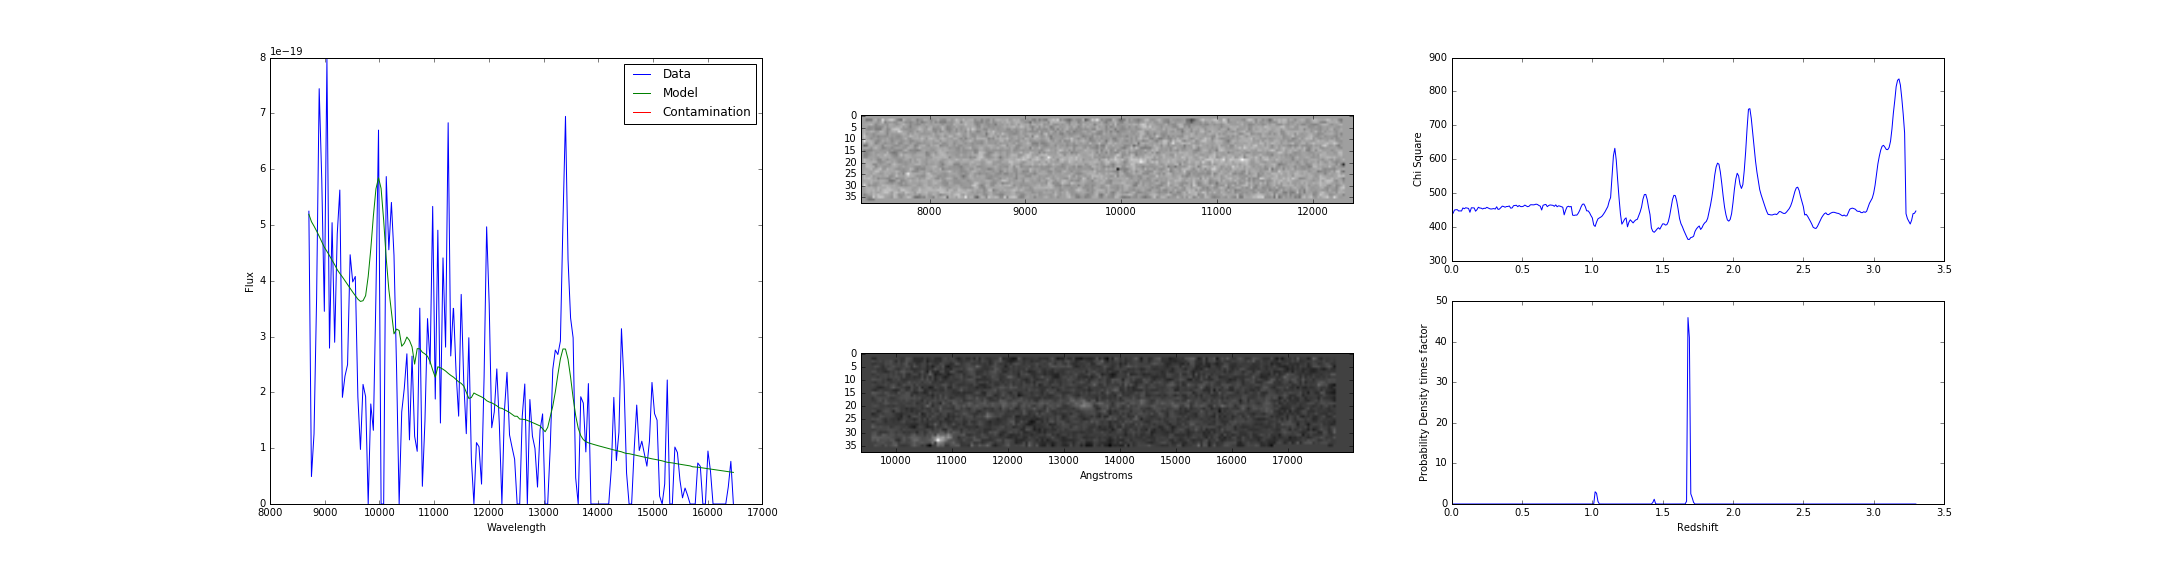 1e−19
8
7
6
5
4
3
2
1
0
Flux
8000 9000 10000 11000 12000 13000 14000 15000 16000 17000
Wavelength
Data
Model
Contamination
0
5
10
15
20
25
30
35
8000 9000 10000 11000 12000
0
5
10
15
20
25
30
35
10000 11000 12000 13000 14000 15000 16000 17000
Angstroms
900
800
700
600
500
400
300
Chi Square
0.0 0.5 1.0 1.5 2.0 2.5 3.0 3.5
50
40
30
20
10
0
Probability Density times factor
0.0 0.5 1.0 1.5 2.0 2.5 3.0 3.5
Redshift